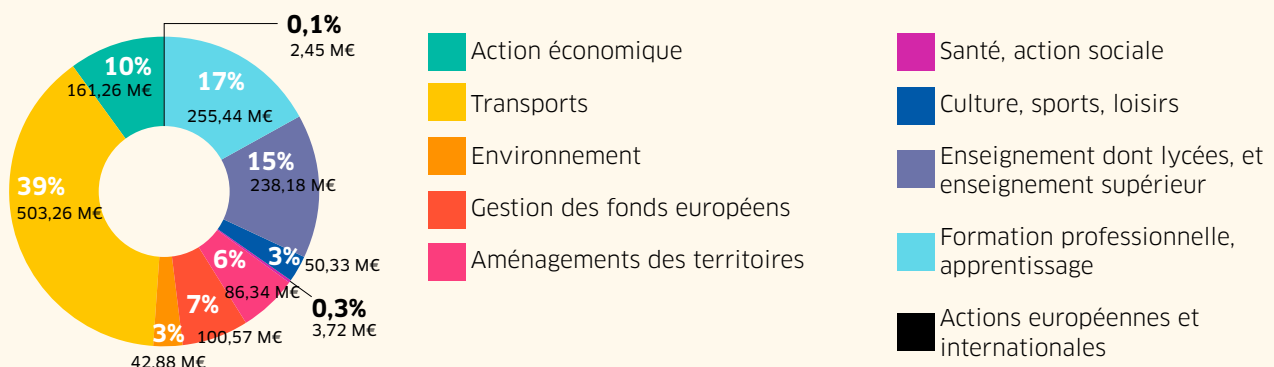 0,1%
2,45 M€
10%
161,26 M€
17%
255,44 M€
15%
238,18 M€
39%
503,26 M€
3%
50,33 M€
6%
86,34 M€
0,3%
3,72 M€
7%
100,57 M€
3%
42,88 M€
Action économique
Transports
Environnement
Gestion des fonds européens
Aménagements des territoires
Santé, action sociale
Culture, sports, loisirs
Enseignement dont lycées, et
enseignement supérieur
Formation professionnelle,
apprentissage
Actions européennes et
internationales